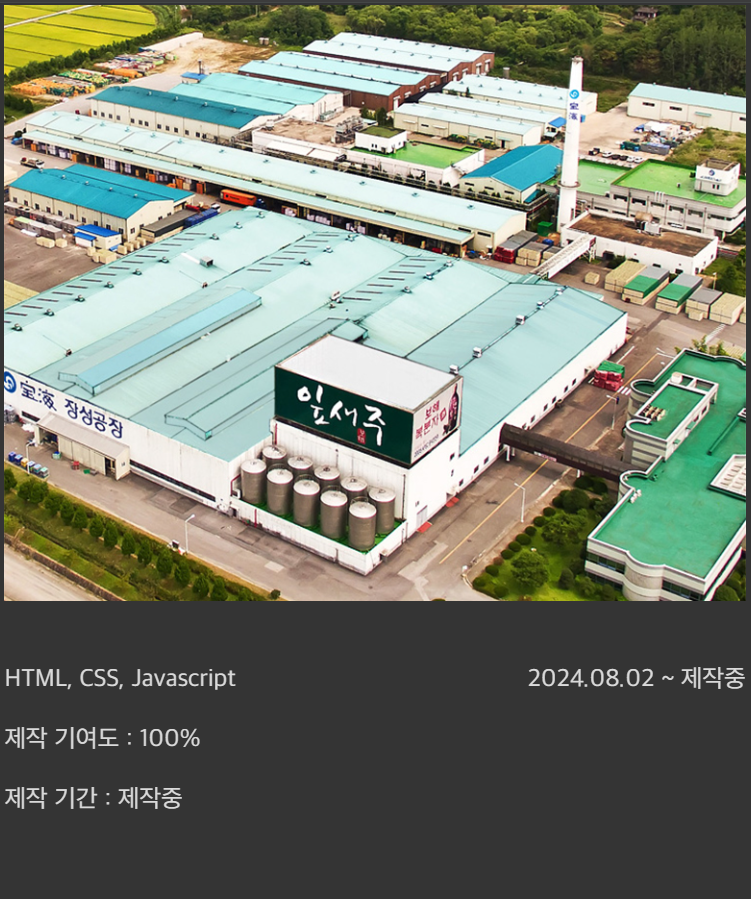 寶海
寶海 장성공장
잎새주
보해
복분자
HTML, CSS, Javascript
2024.08.02 ~ 제작중
제작 기여도 : 100%
제작 기간 : 제작중